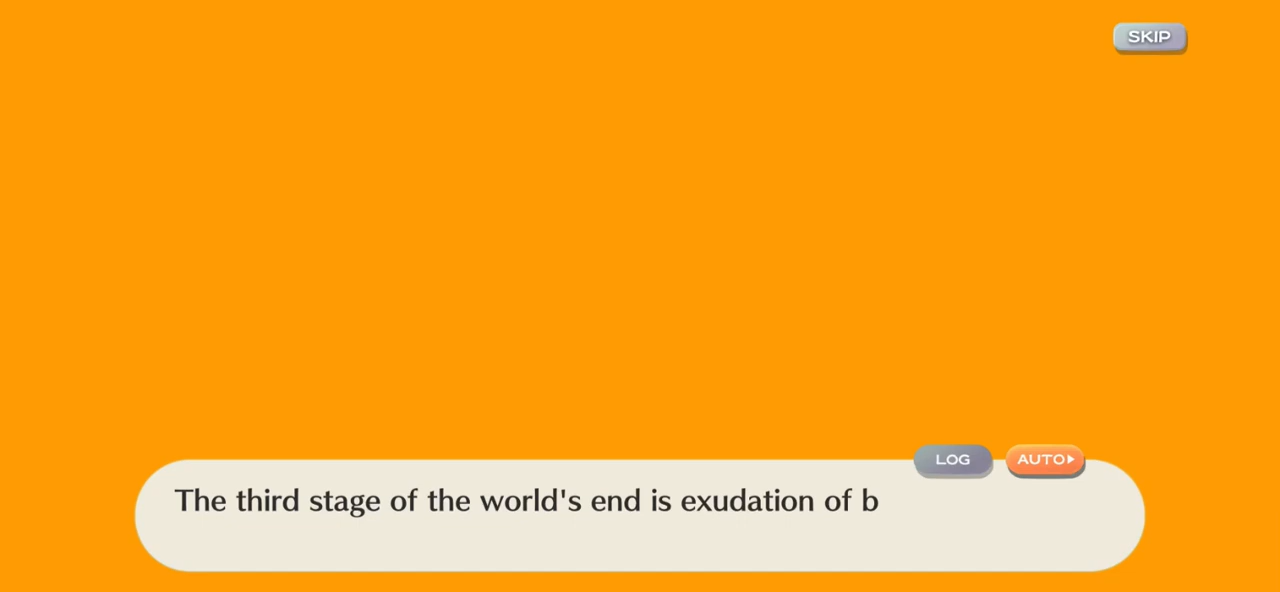 SKIP
LOG
AUTO
The third stage of the world's end is exudation of b